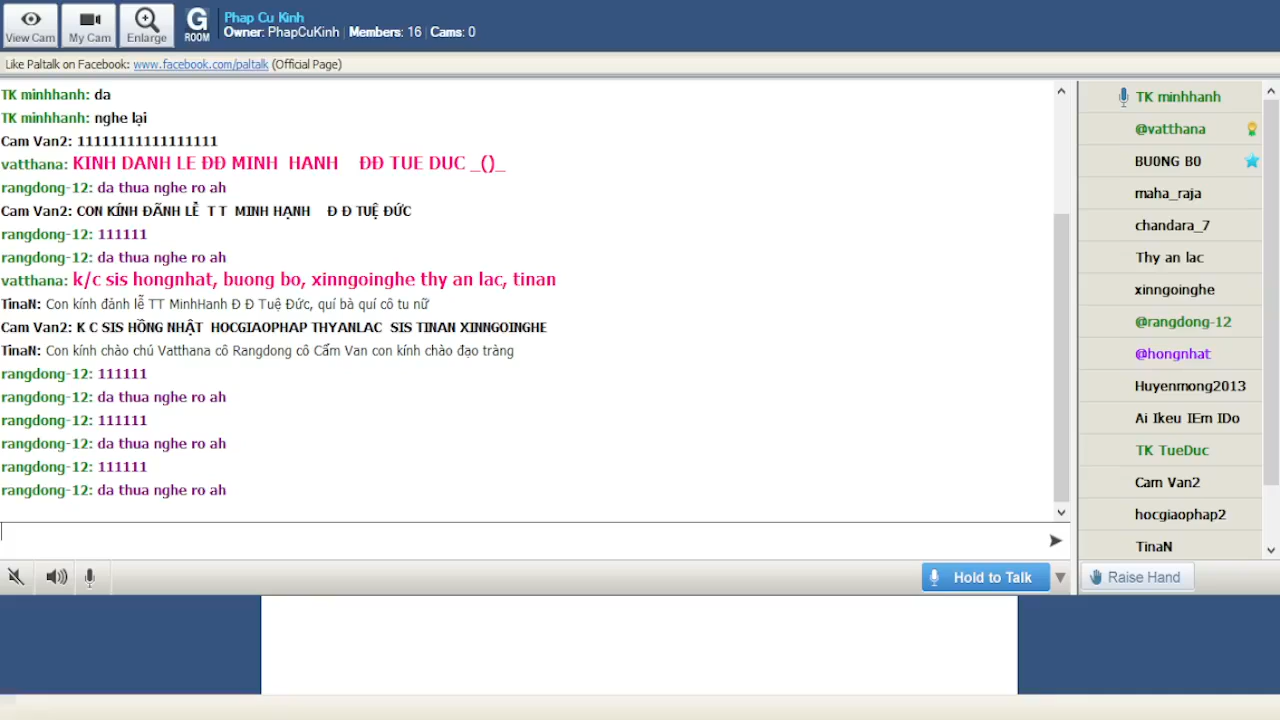 View Cam
My Cam
Enlarge
G
ROOM
Phap Cu Kinh
Owner: PhapCuKinh | Members: 16 | Cams: 0
Like Paltalk on Facebook: www.facebook.com/paltalk (Official Page)
TK minhhanh: da
TK minhhanh: nghe lại
Cam Van2: 11111111111111111
vatthana: KINH DANH LE ĐĐ MINH HANH ĐĐ TUE DUC _()_
rangdong-12: da thua nghe ro ah
Cam Van2: CON KÍNH ĐÃNH LỄ T T MINH HẠNH Đ Đ TUỆ ĐỨC
rangdong-12: 111111
rangdong-12: da thua nghe ro ah
vatthana: k/c sis hongnhat, buong bo, xinngoinghe thy an lac, tinan
TinaN: Con kính đãnh lễ TT MinhHanh Đ Đ Tuệ Đức, quí bà quí cô tu nữ
Cam Van2: K C SIS HỒNG NHẬT HOCGIAOPHAP THYANLAC SIS TINAN XINNGOINGHE
TinaN: Con kính chào chú Vatthana cô Rangdong cô Cẩm Van con kính chào đạo tràng
rangdong-12: 111111
rangdong-12: da thua nghe ro ah
rangdong-12: 111111
rangdong-12: da thua nghe ro ah
rangdong-12: 111111
rangdong-12: da thua nghe ro ah
TK minhhanh
@vatthana
BU0NG B0
maha_raja
chandara_7
Thy an lac
xinngoinghe
@rangdong-12
@hongnhat
Huyenmong2013
Ai Ikeu IEm IDo
TK TueDuc
Cam Van2
hocgiaophap2
TinaN
Hold to Talk
Raise Hand